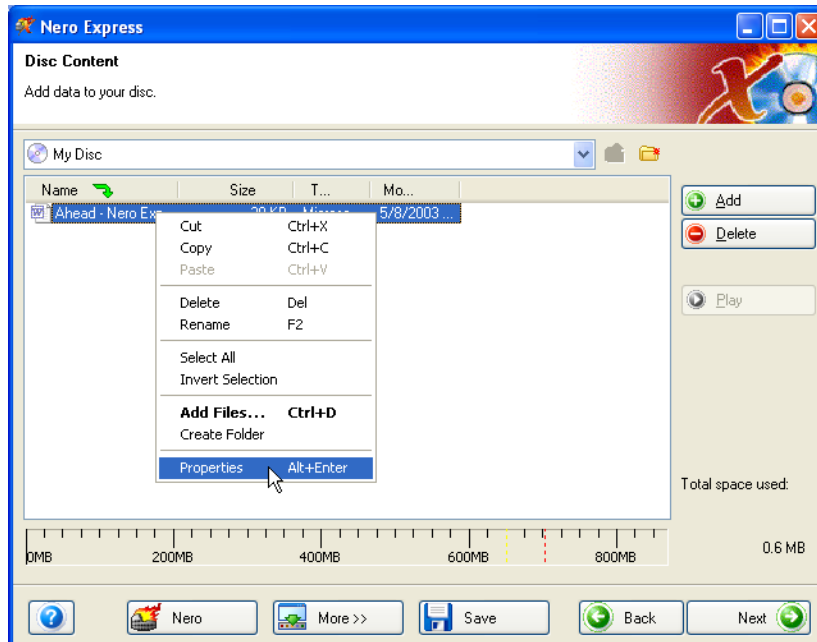 Nero Express
Disc Content
Add data to your disc.
My Disc
Name Size T... Mo...
Ahead - Nero 5/8/2003 ...
Cut Ctrl+X
Copy Ctrl+C
Paste Ctrl+V
Delete Del
Rename F2
Select All
Invert Selection
Add Files... Ctrl+D
Create Folder
Properties Alt+Enter
Add
Delete
Play
Total space used:
0MB 200MB 400MB 600MB 800MB
0.6 MB
Nero More >> Save Back Next